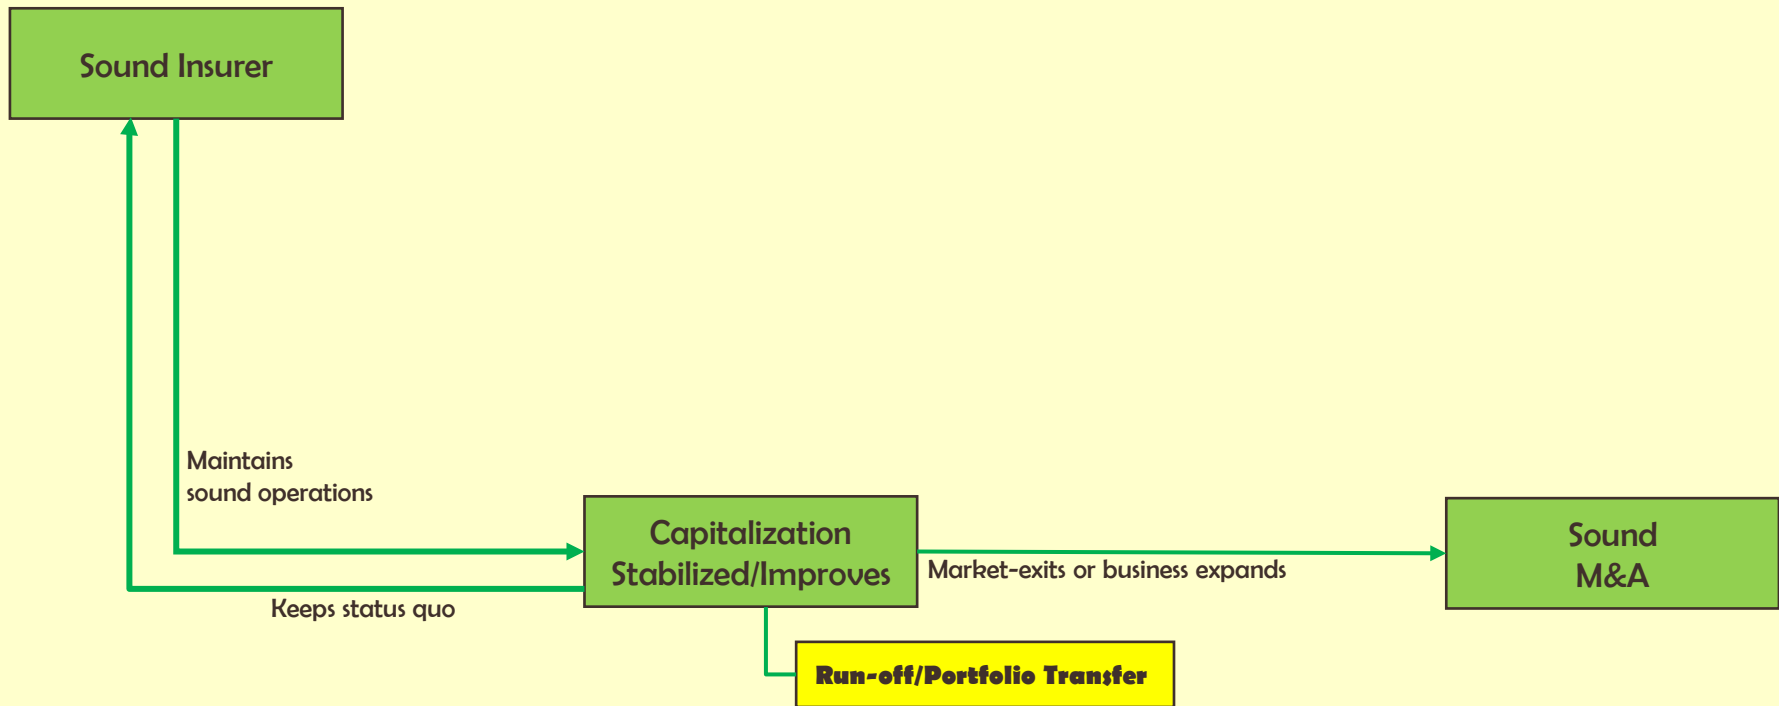 Sound Insurer
Maintains
sound operations
Capitalization
Stabilized/Improves
Market-exits or business expands
Sound
M&A
Keeps status quo
Run-off/Portfolio Transfer